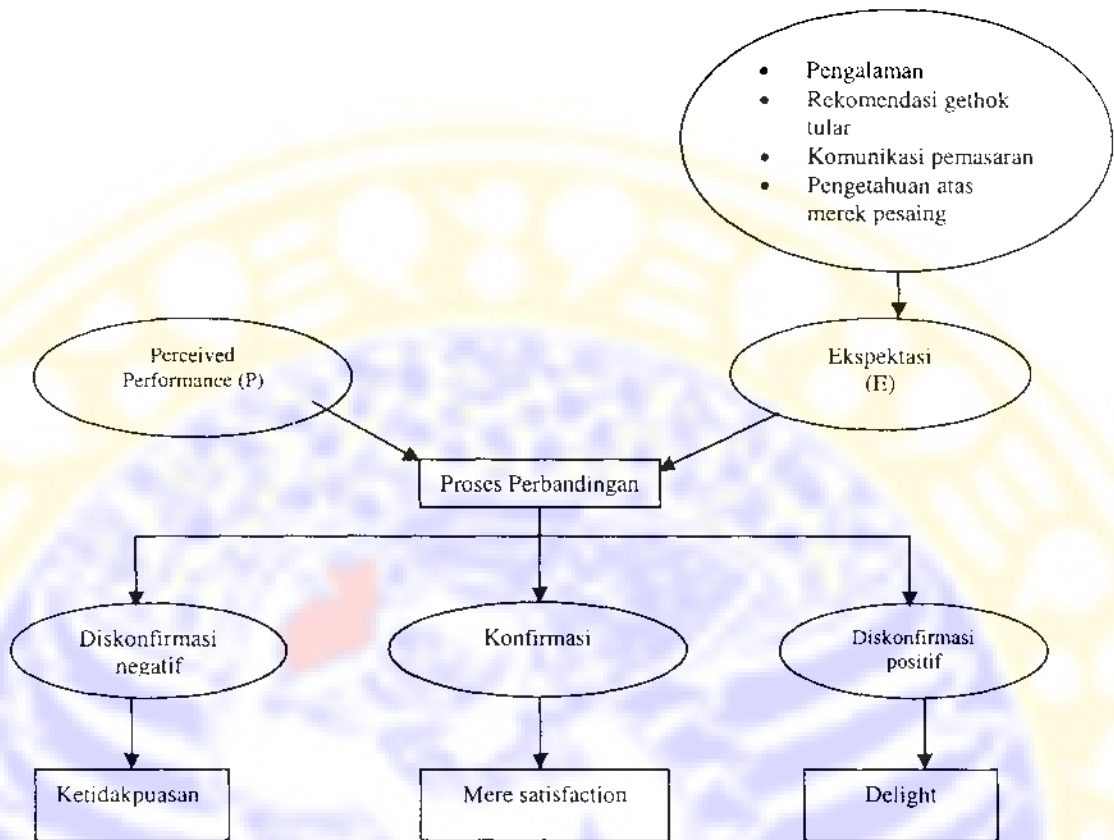 • Pengalaman
• Rekomendasi gethok
tular
• Komunikasi pemasaran
• Pengetahuan atas
merek pesaing
Perceived
Performance (P)
Ekspektasi
(E)
Proses Perbandingan
Diskonfirmasi
negatif
Konfirmasi
Diskonfirmasi
positif
Ketidakpuasan
Mere satisfaction
Delight